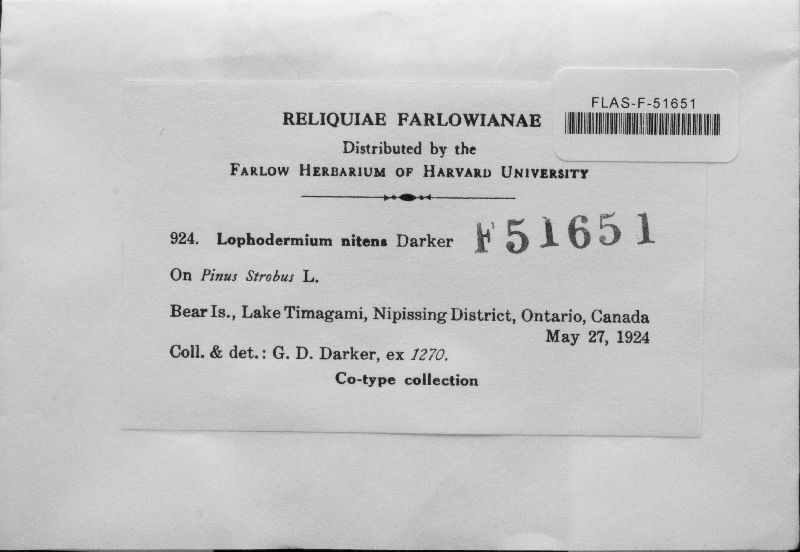 FLAS-F-51651
RELIQUIAE FARLOWIANAE
Distributed by the
FARLOW HERBARIUM OF HARVARD UNIVERSITY
924. Lophodermium nitens Darker F51651
On Pinus Strobus L.
Bear Is., Lake Timagami, Nipissing District, Ontario, Canada
May 27, 1924
Coll. & det.: G. D. Darker, ex 1270.
Co-type collection